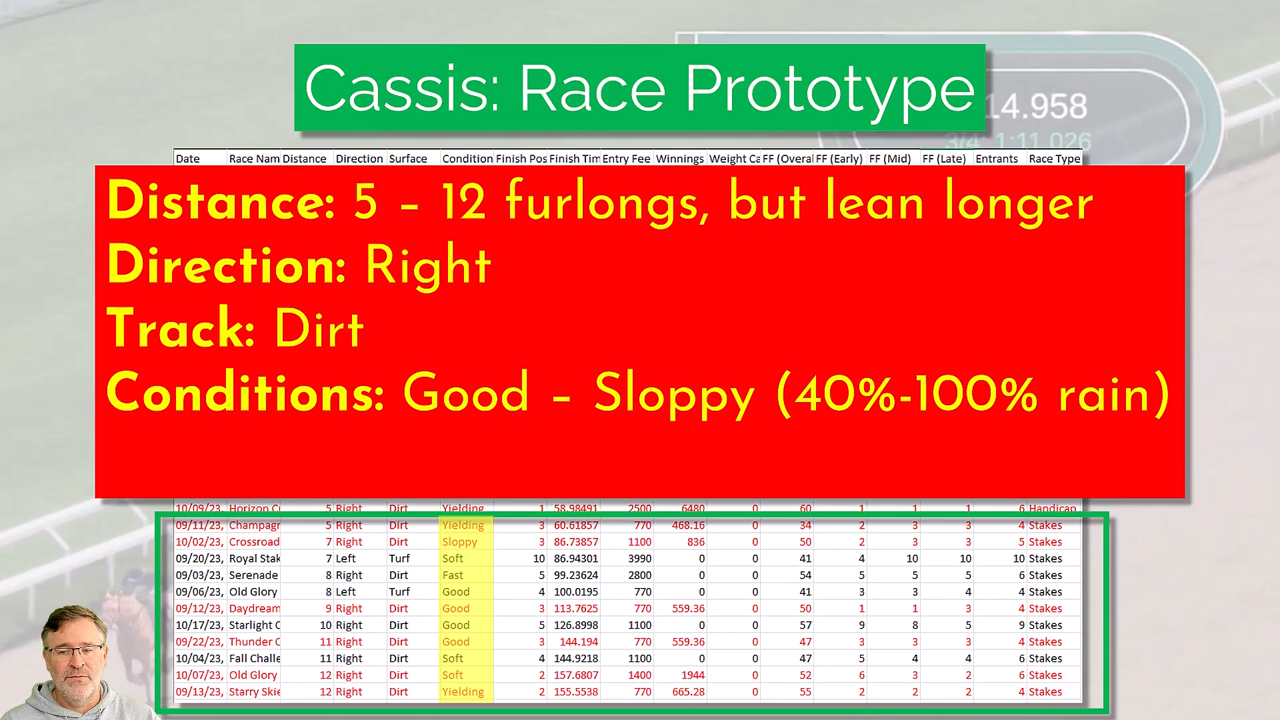 Cassis: Race Prototype
14.958
3/4: 1:11.026
Date Race Nam Distance Direction Surface Condition Finish Pos Finish Tim Entry Fee Winnings Weight Ca FF (Overal FF (Early) FF (Mid) FF (Late) Entrants Race Type
Distance: 5 – 12 furlongs, but lean longer
Direction: Right
Track: Dirt
Conditions: Good – Sloppy (40%-100% rain)
10/09/23, Horizon C 5 Right Dirt Yielding 1 58.98491 2500 6480 0 60 1 1 1 6 Handicap
09/11/23, Champagn 5 Right Dirt Yielding 3 60.61857 770 468.16 0 34 2 3 3 4 Stakes
10/02/23, Crossroad 7 Right Dirt Sloppy 3 86.73857 1100 836 0 50 2 3 3 5 Stakes
09/20/23, Royal Stak 7 Left Turf Soft 10 86.94301 3990 0 0 41 4 10 10 10 Stakes
09/03/23, Serenade 8 Right Dirt Fast 5 99.23624 2800 0 0 54 5 5 5 6 Stakes
09/06/23, Old Glory 8 Left Turf Good 4 100.0195 770 0 0 41 3 3 4 4 Stakes
09/12/23, Daydream 9 Right Dirt Good 3 113.7625 770 559.36 0 50 1 1 3 4 Stakes
10/17/23, Starlight C 10 Right Dirt Good 5 126.8998 1100 0 0 57 9 8 5 9 Stakes
09/22/23, Thunder C 11 Right Dirt Good 3 144.194 770 559.36 0 47 3 3 3 4 Stakes
10/04/23, Fall Challe 11 Right Dirt Soft 4 144.9218 1100 0 0 47 5 4 4 6 Stakes
10/07/23, Old Glory 12 Right Dirt Soft 2 157.6807 1400 1944 0 52 6 3 2 6 Stakes
09/13/23, Starry Skie 12 Right Dirt Yielding 2 155.5538 770 665.28 0 55 2 2 2 4 Stakes